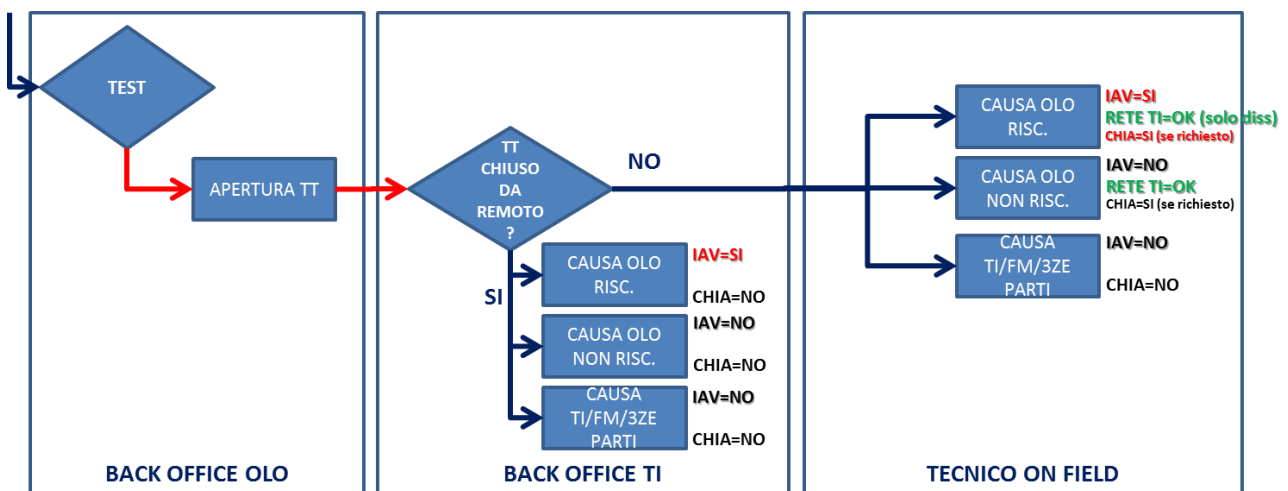 TEST
APERTURA TT
BACK OFFICE OLO
TT
CHIUSO
DA
REMOTO
?
NO
SI
CAUSA OLO
RISC.
IAV=SI
CHIA=NO
CAUSA OLO
NON RISC.
IAV=NO
CHIA=NO
CAUSA
TI/FM/3ZE
PARTI
IAV=NO
CHIA=NO
BACK OFFICE TI
CAUSA OLO
RISC.
IAV=SI
RETE TI=OK (solo diss)
CHIA=SI (se richiesto)
CAUSA OLO
NON RISC.
IAV=NO
RETE TI=OK
CHIA=SI (se richiesto)
CAUSA
TI/FM/3ZE
PARTI
IAV=NO
CHIA=NO
TECNICO ON FIELD